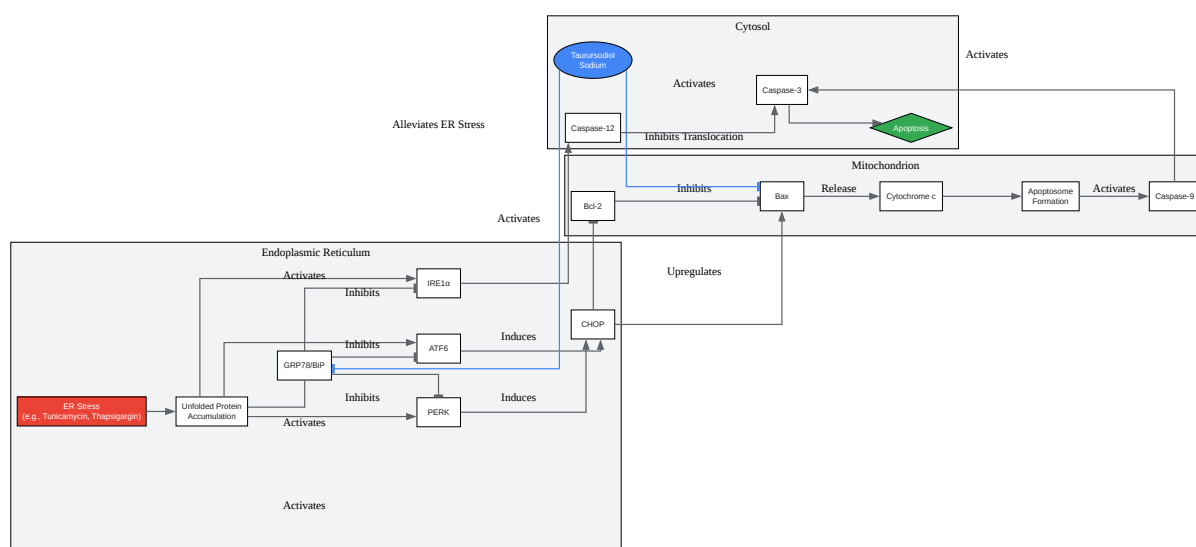 Cytosol
Taurursodiol
Sodium
Activates
Activates
Caspase-3
Alleviates ER Stress
Caspase-12
Inhibits Translocation
Apoptosis
Mitochondrion
Bcl-2
Inhibits
Bax
Release
Cytochrome c
Apoptosome
Formation
Activates
Caspase-9
Activates
Endoplasmic Reticulum
Upregulates
Activates
Inhibits
IRE1α
CHOP
Induces
Inhibits
ATF6
GRP78/BiP
ER Stress
(e.g., Tunicamycin, Thapsigargin)
Unfolded Protein
Accumulation
Inhibits
Induces
PERK
Activates
Activates